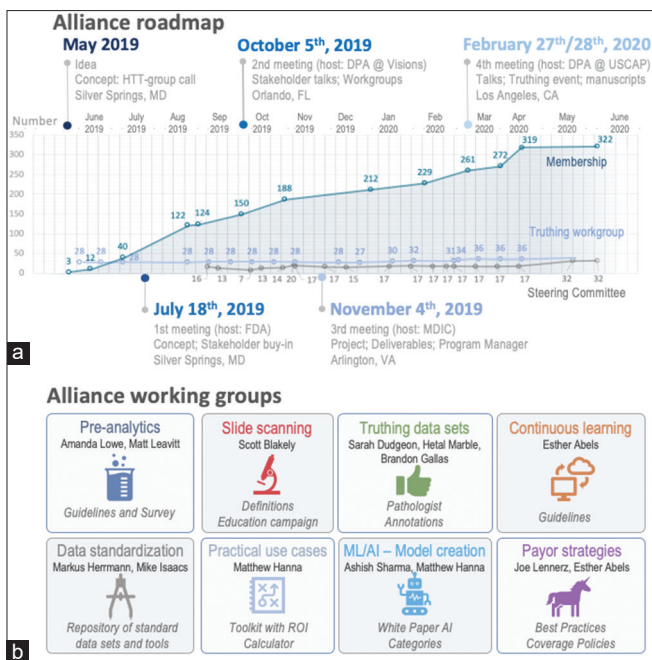 Alliance roadmap
May 2019
Idea
Concept: HTT-group call
Silver Springs, MD
October 5th, 2019
2nd meeting (host: DPA @ Visions)
Stakeholder talks; Workgroups
Orlando, FL
February 27th/28th, 2020
4th meeting (host: DPA @ USCAP)
Talks; Truthing event; manuscripts
Los Angeles, CA
Number
June 2019
July 2019
Aug 2019
Sep 2019
Oct 2019
Nov 2019
Dec 2019
Jan 2020
Feb 2020
Mar 2020
Apr 2020
May 2020
June 2020
350
300
250
200
150
100
50
0
3 12 40 122 124 150 188 212 229 261 272 319 322
Membership
28 28 28 28 28 28 28 28 28 27 30 32 31 34 36 36 36
Truthing workgroup
16 13 7 13 14 20 17 17 15 17 17 17 17 17 17 17 32 32
Steering Committee
July 18th, 2019
1st meeting (host: FDA)
Concept; Stakeholder buy-in
Silver Springs, MD
November 4th, 2019
3rd meeting (host: MDIC)
Project; Deliverables; Program Manager
Arlington, VA
a
Alliance working groups
Pre-analytics
Amanda Lowe, Matt Leavitt
Guidelines and Survey
Slide scanning
Scott Blakely
Definitions
Education campaign
Truthing data sets
Sarah Dudgeon, Hetal Marble,
Brandon Gallas
Pathologist
Annotations
Continuous learning
Esther Abels
Guidelines
Data standardization
Markus Herrmann, Mike Isaacs
Repository of standard
data sets and tools
Practical use cases
Matthew Hanna
Toolkit with ROI
Calculator
ML/AI – Model creation
Ashish Sharma, Matthew Hanna
White Paper AI
Categories
Payor strategies
Joe Lennerz, Esther Abels
Best Practices
Coverage Policies
b